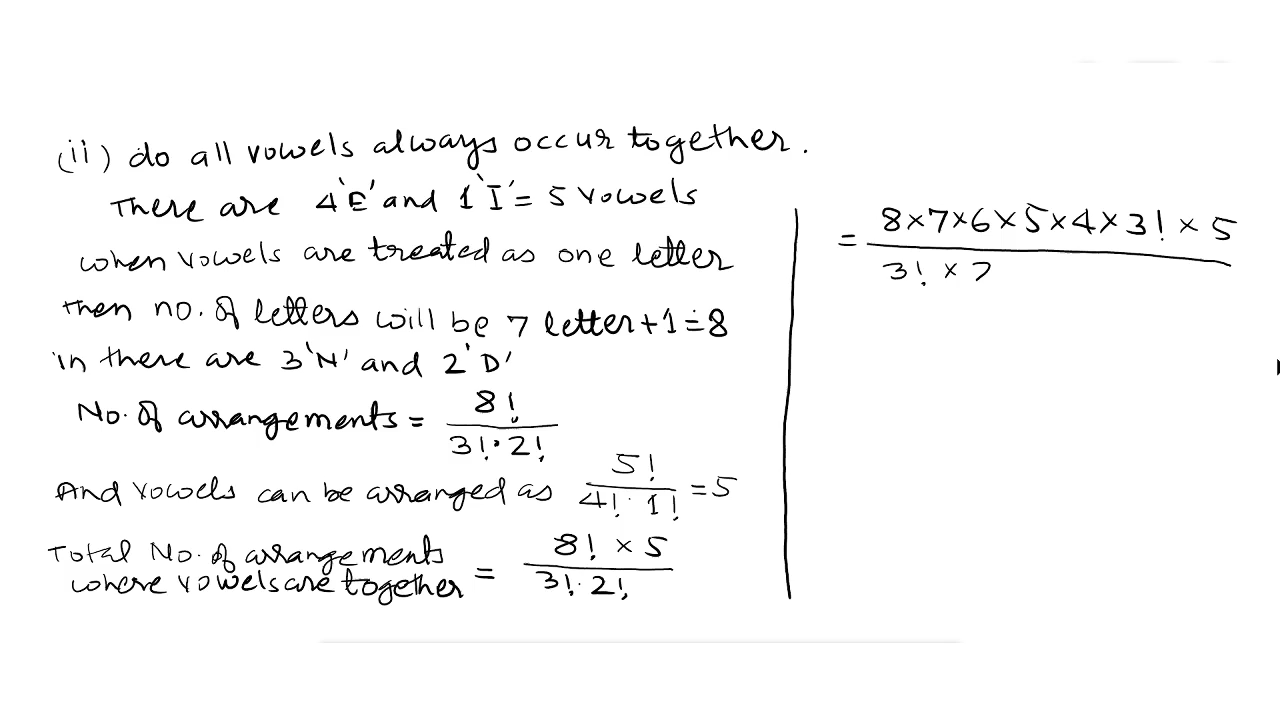 (ii) do all vowels always occur together.
There are 4'E' and 1'I' = 5 vowels
when vowels are treated as one letter
then no. of letters will be 7 letter + 1 = 8
in there are 3'N' and 2'D'
No. of arrangements = 8! / 3! · 2!
And vowels can be arranged as 5! / 4! · 1! = 5
Total No. of arrangements
where vowels are together = 8! × 5 / 3! · 2!
= 8×7×6×5×4×3! × 5 / 3! × 2